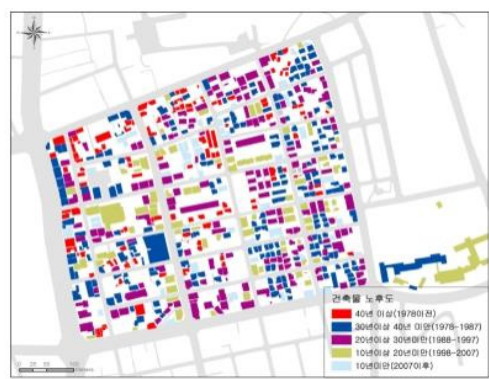 건축물 노후도
40년 이상(1978이전)
30년이상 40년 미만(1978-1987)
20년이상 30년미만(1988-1997)
10년이상 20년미만(1998-2007)
10년미만(2007이후)